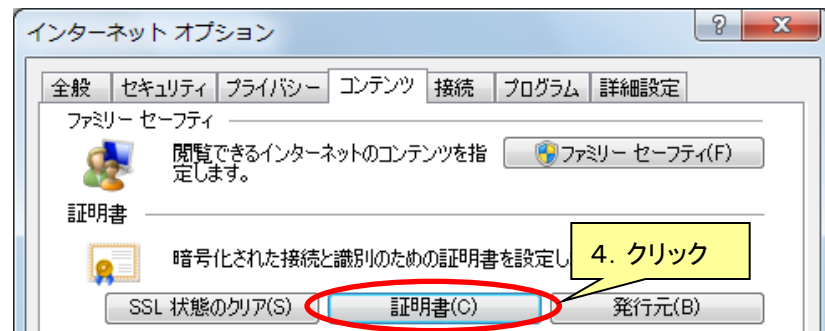 インターネット オプション
全般 セキュリティ プライバシー コンテンツ 接続 プログラム 詳細設定
ファミリー セーフティ
閲覧できるインターネットのコンテンツを指
定します。
ファミリー セーフティ(F)
証明書
暗号化された接続と識別のための証明書を設定し
4. クリック
SSL 状態のクリア(S) 証明書(C) 発行元(B)